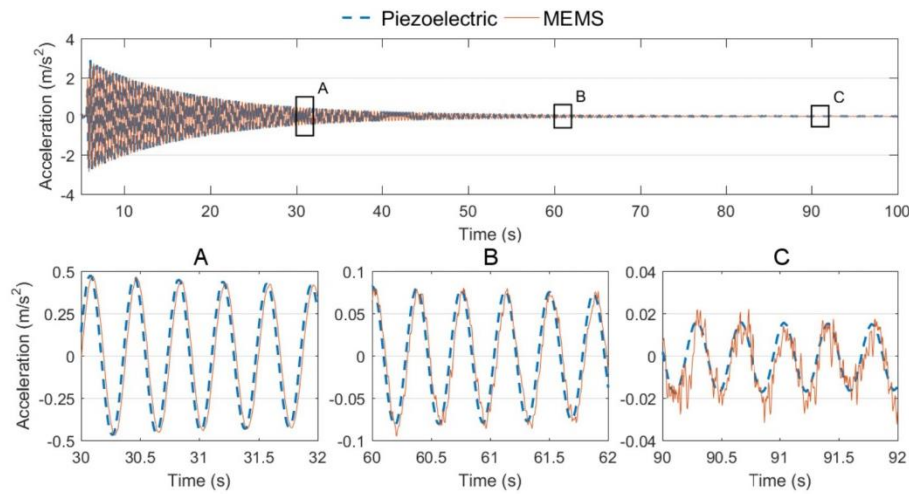 Piezoelectric MEMS
Acceleration (m/s²)
4
2
0
-2
-4
A
B
C
10 20 30 40 50 60 70 80 90 100
Time (s)
A
B
C
Acceleration (m/s²)
0.5
0.25
0
-0.25
-0.5
30 30.5 31 31.5 32
Time (s)
0.1
0.05
0
-0.05
-0.1
60 60.5 61 61.5 62
Time (s)
0.04
0.02
0
-0.02
-0.04
90 90.5 91 91.5 92
Time (s)